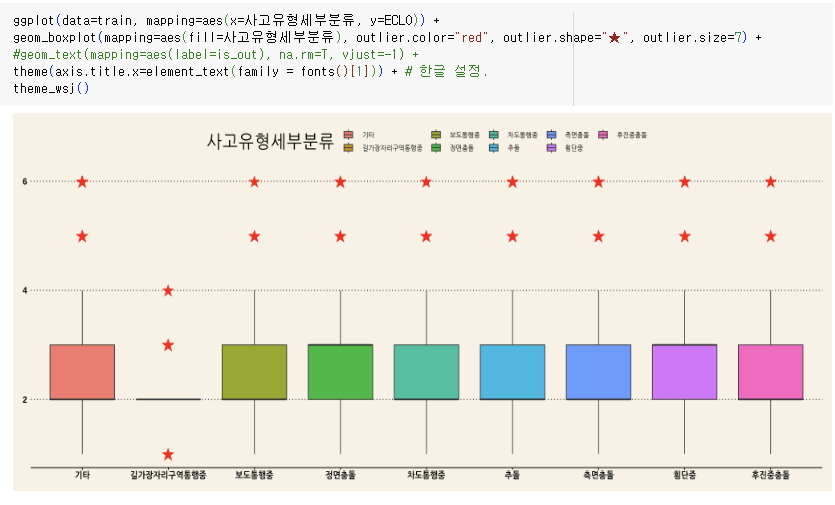 ggplot(data=train, mapping=aes(x=사고유형세부분류, y=ECLO)) +
geom_boxplot(mapping=aes(fill=사고유형세부분류), outlier.color="red", outlier.shape="★", outlier.size=7) +
#geom_text(mapping=aes(label=is_out), na.rm=T, vjust=-1) +
theme(axis.title.x=element_text(family = fonts()[1])) + # 한글 설정.
theme_wsj()
사고유형세부분류
기타 보도통행중 차도통행중 측면충돌 후진중충돌
길가장자리구역통행중 정면충돌 추돌 횡단중
6
4
2
기타 길가장자리구역통행중 보도통행중 정면충돌 차도통행중 추돌 측면충돌 횡단중 후진중충돌